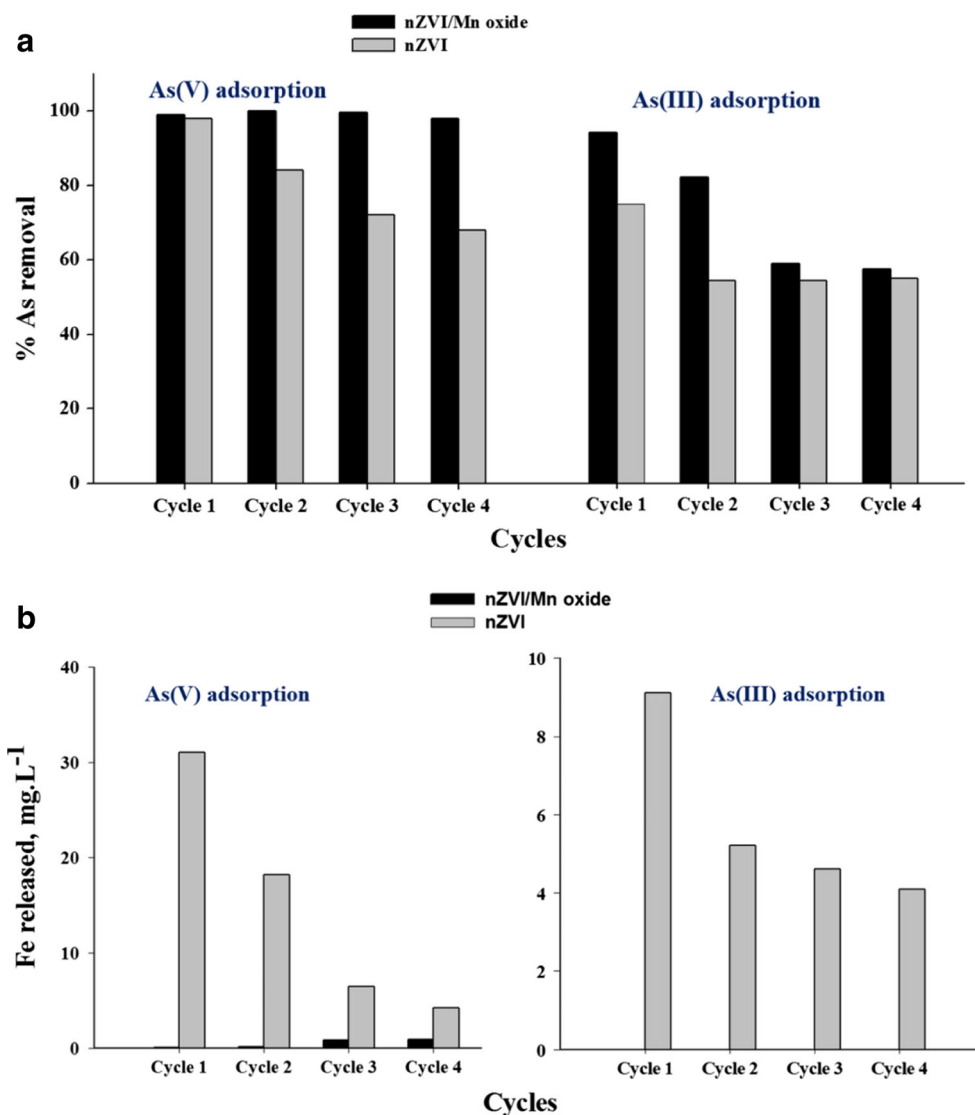 a
nZVI/Mn oxide
nZVI
As(V) adsorption
As(III) adsorption
% As removal
100
80
60
40
20
0
Cycle 1 Cycle 2 Cycle 3 Cycle 4 Cycle 1 Cycle 2 Cycle 3 Cycle 4
Cycles
b
nZVI/Mn oxide
nZVI
As(V) adsorption
Fe released, mg.L⁻¹
40
30
20
10
0
Cycle 1 Cycle 2 Cycle 3 Cycle 4
As(III) adsorption
10
8
6
4
2
0
Cycle 1 Cycle 2 Cycle 3 Cycle 4
Cycles